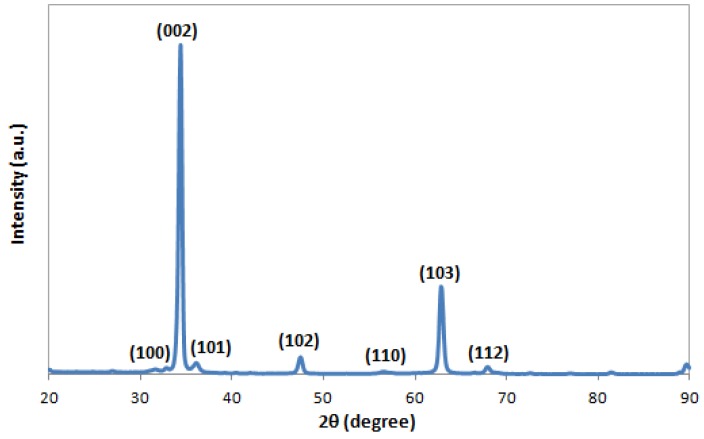 (002)
(103)
(102)
(101)
(100)
(110)
(112)
Intensity (a.u.)
20 30 40 50 60 70 80 90
2θ (degree)